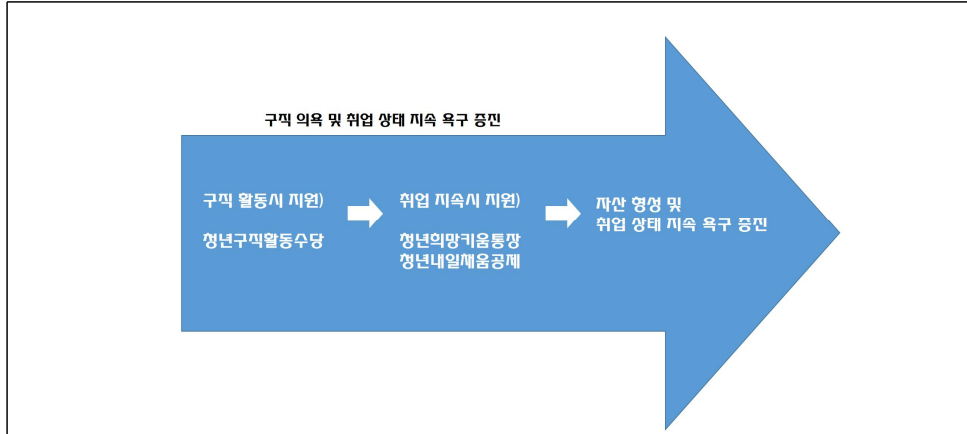 구직 의욕 및 취업 상태 지속 욕구 증진
구직 활동시 지원)
청년구직활동수당
취업 지속시 지원)
청년희망키움통장
청년내일채움공제
자산 형성 및
취업 상태 지속 욕구 증진